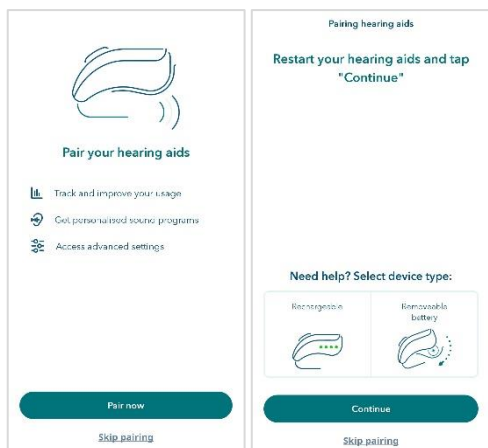 Pair your hearing aids
Track and improve your usage
Get personalised sound programs
Access advanced settings
Pair now
Skip pairing
Pairing hearing aids
Restart your hearing aids and tap
"Continue"
Need help? Select device type:
Rechargeable
Removeable
battery
Continue
Skip pairing